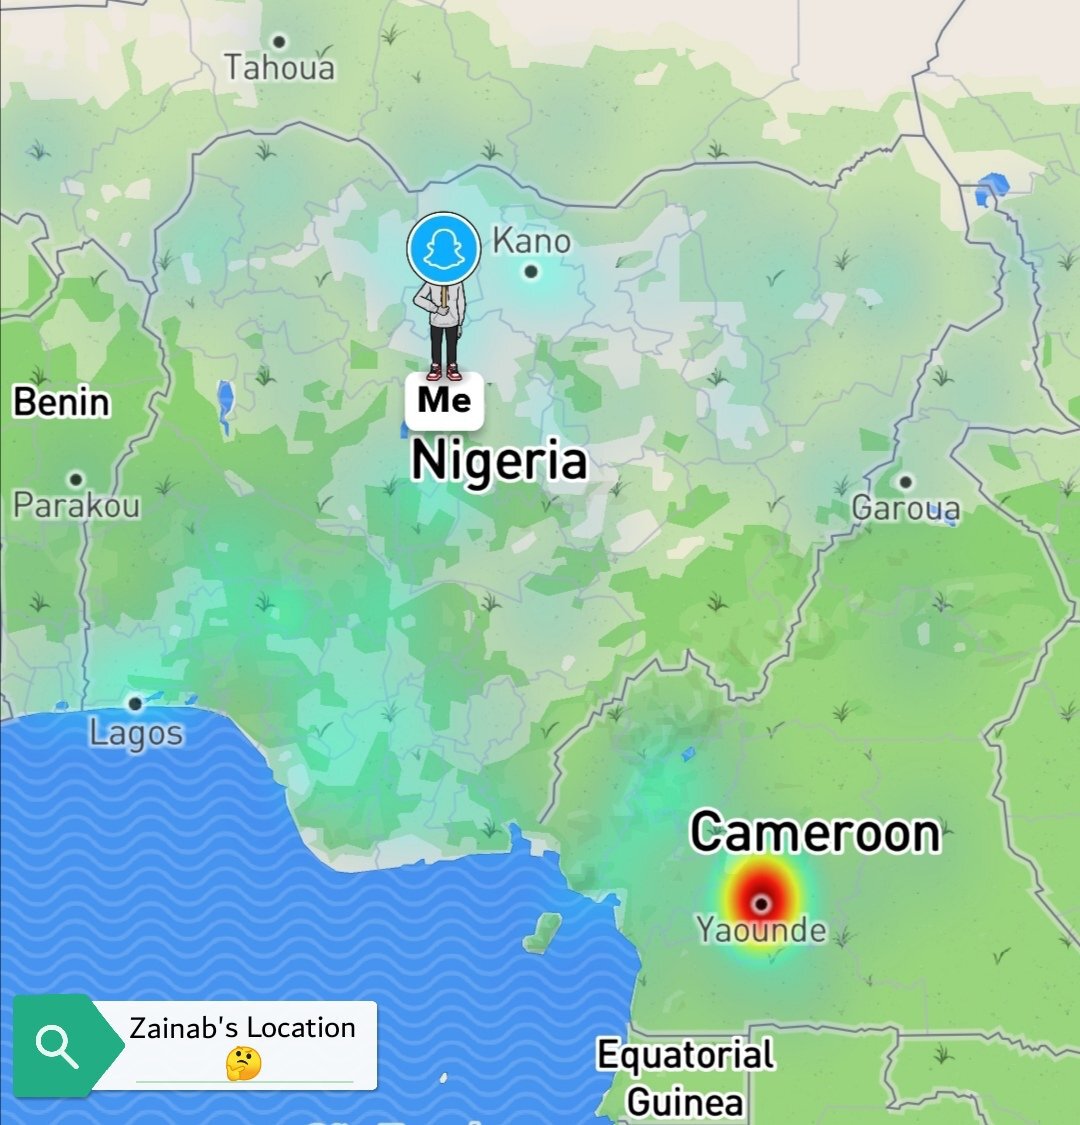 Tahoua
Kano
Me
Benin
Nigeria
Parakou
Garoua
Lagos
Cameroon
Yaounde
Zainab's Location
🤔
Equatorial
Guinea